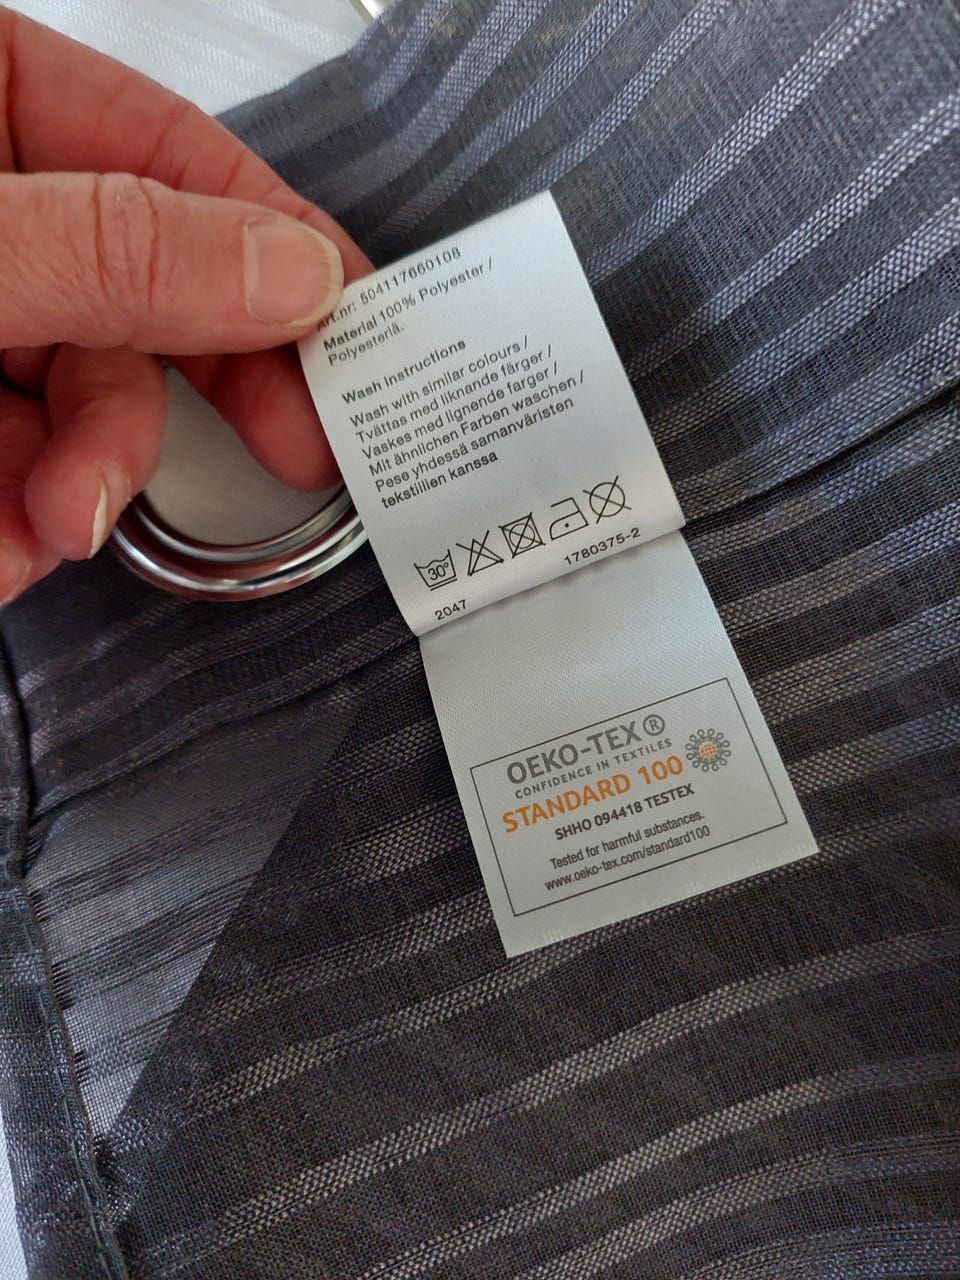 Art.nr: 504117660108
Material 100% Polyester /
Polyesteriä.
Wash Instructions
Wash with similar colours /
Tvättas med liknande färger /
Vaskes med lignende farger /
Mit ähnlichen Farben waschen /
Pese yhdessä samanväristen
tekstiilien kanssa
30°
2047 1780375-2
OEKO-TEX®
CONFIDENCE IN TEXTILES
STANDARD 100
SHHO 094418 TESTEX
Tested for harmful substances.
www.oeko-tex.com/standard100